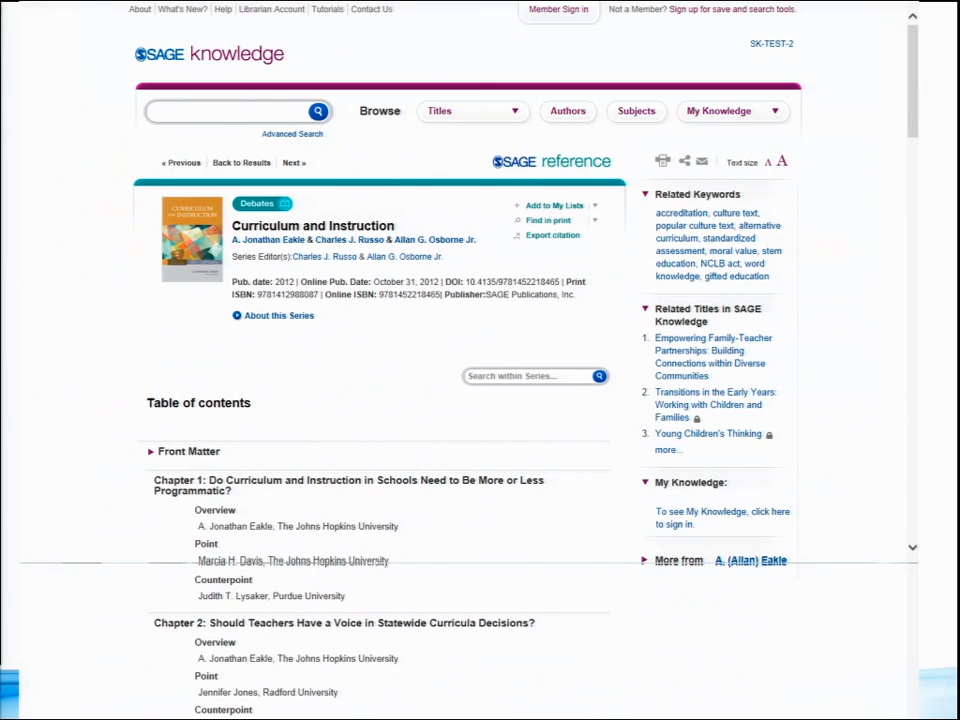 About | What's New? | Help | Librarian Account | Tutorials | Contact Us
Member Sign in
Not a Member? Sign up for save and search tools.
SAGE knowledge
SK-TEST-2
Browse
Titles
Authors
Subjects
My Knowledge
Advanced Search
« Previous
Back to Results
Next »
SAGE reference
Text size A A
CURRICULUM
AND INSTRUCTION
Debates
Curriculum and Instruction
A. Jonathan Eakle & Charles J. Russo & Allan G. Osborne Jr.
Series Editor(s):Charles J. Russo & Allan G. Osborne Jr.
Pub. date: 2012 | Online Pub. Date: October 31, 2012 | DOI: 10.4135/9781452218465 | Print
ISBN: 9781412988087 | Online ISBN: 9781452218465| Publisher:SAGE Publications, Inc.
About this Series
Add to My Lists
Find in print
Export citation
Search within Series...
Table of contents
Front Matter
Chapter 1: Do Curriculum and Instruction in Schools Need to Be More or Less
Programmatic?
Overview
A. Jonathan Eakle, The Johns Hopkins University
Point
Marcia H. Davis, The Johns Hopkins University
Counterpoint
Judith T. Lysaker, Purdue University
Chapter 2: Should Teachers Have a Voice in Statewide Curricula Decisions?
Overview
A. Jonathan Eakle, The Johns Hopkins University
Point
Jennifer Jones, Radford University
Counterpoint
Related Keywords
accreditation, culture text,
popular culture text, alternative
curriculum, standardized
assessment, moral value, stem
education, NCLB act, word
knowledge, gifted education
Related Titles in SAGE
Knowledge
1. Empowering Family-Teacher
Partnerships: Building
Connections within Diverse
Communities
2. Transitions in the Early Years:
Working with Children and
Families
3. Young Children's Thinking
more...
My Knowledge:
To see My Knowledge, click here
to sign in.
More from A. (Allan) Eakle